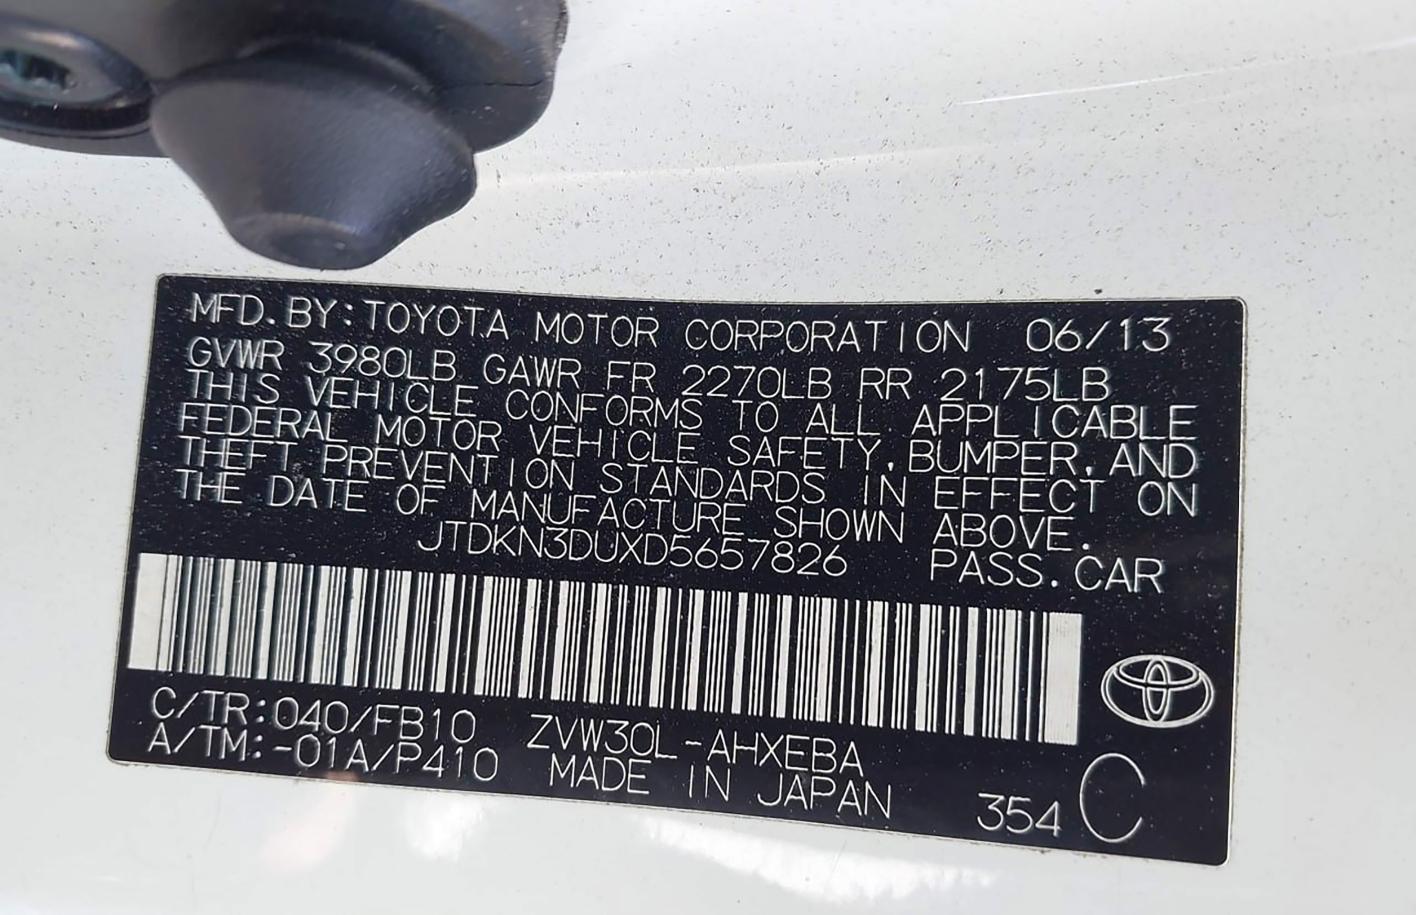 MFD.BY:TOYOTA MOTOR CORPORATION 06/13
GVWR 3980LB GAWR FR 2270LB RR 2175LB
THIS VEHICLE CONFORMS TO ALL APPLICABLE
FEDERAL MOTOR VEHICLE SAFETY,BUMPER,AND
THEFT PREVENTION STANDARDS IN EFFECT ON
THE DATE OF MANUFACTURE SHOWN ABOVE.
JTDKN3DUXD5657826 PASS.CAR
C/TR:040/FB10 ZVW30L-AHXEBA
A/TM:-01A/P410 MADE IN JAPAN 354 C